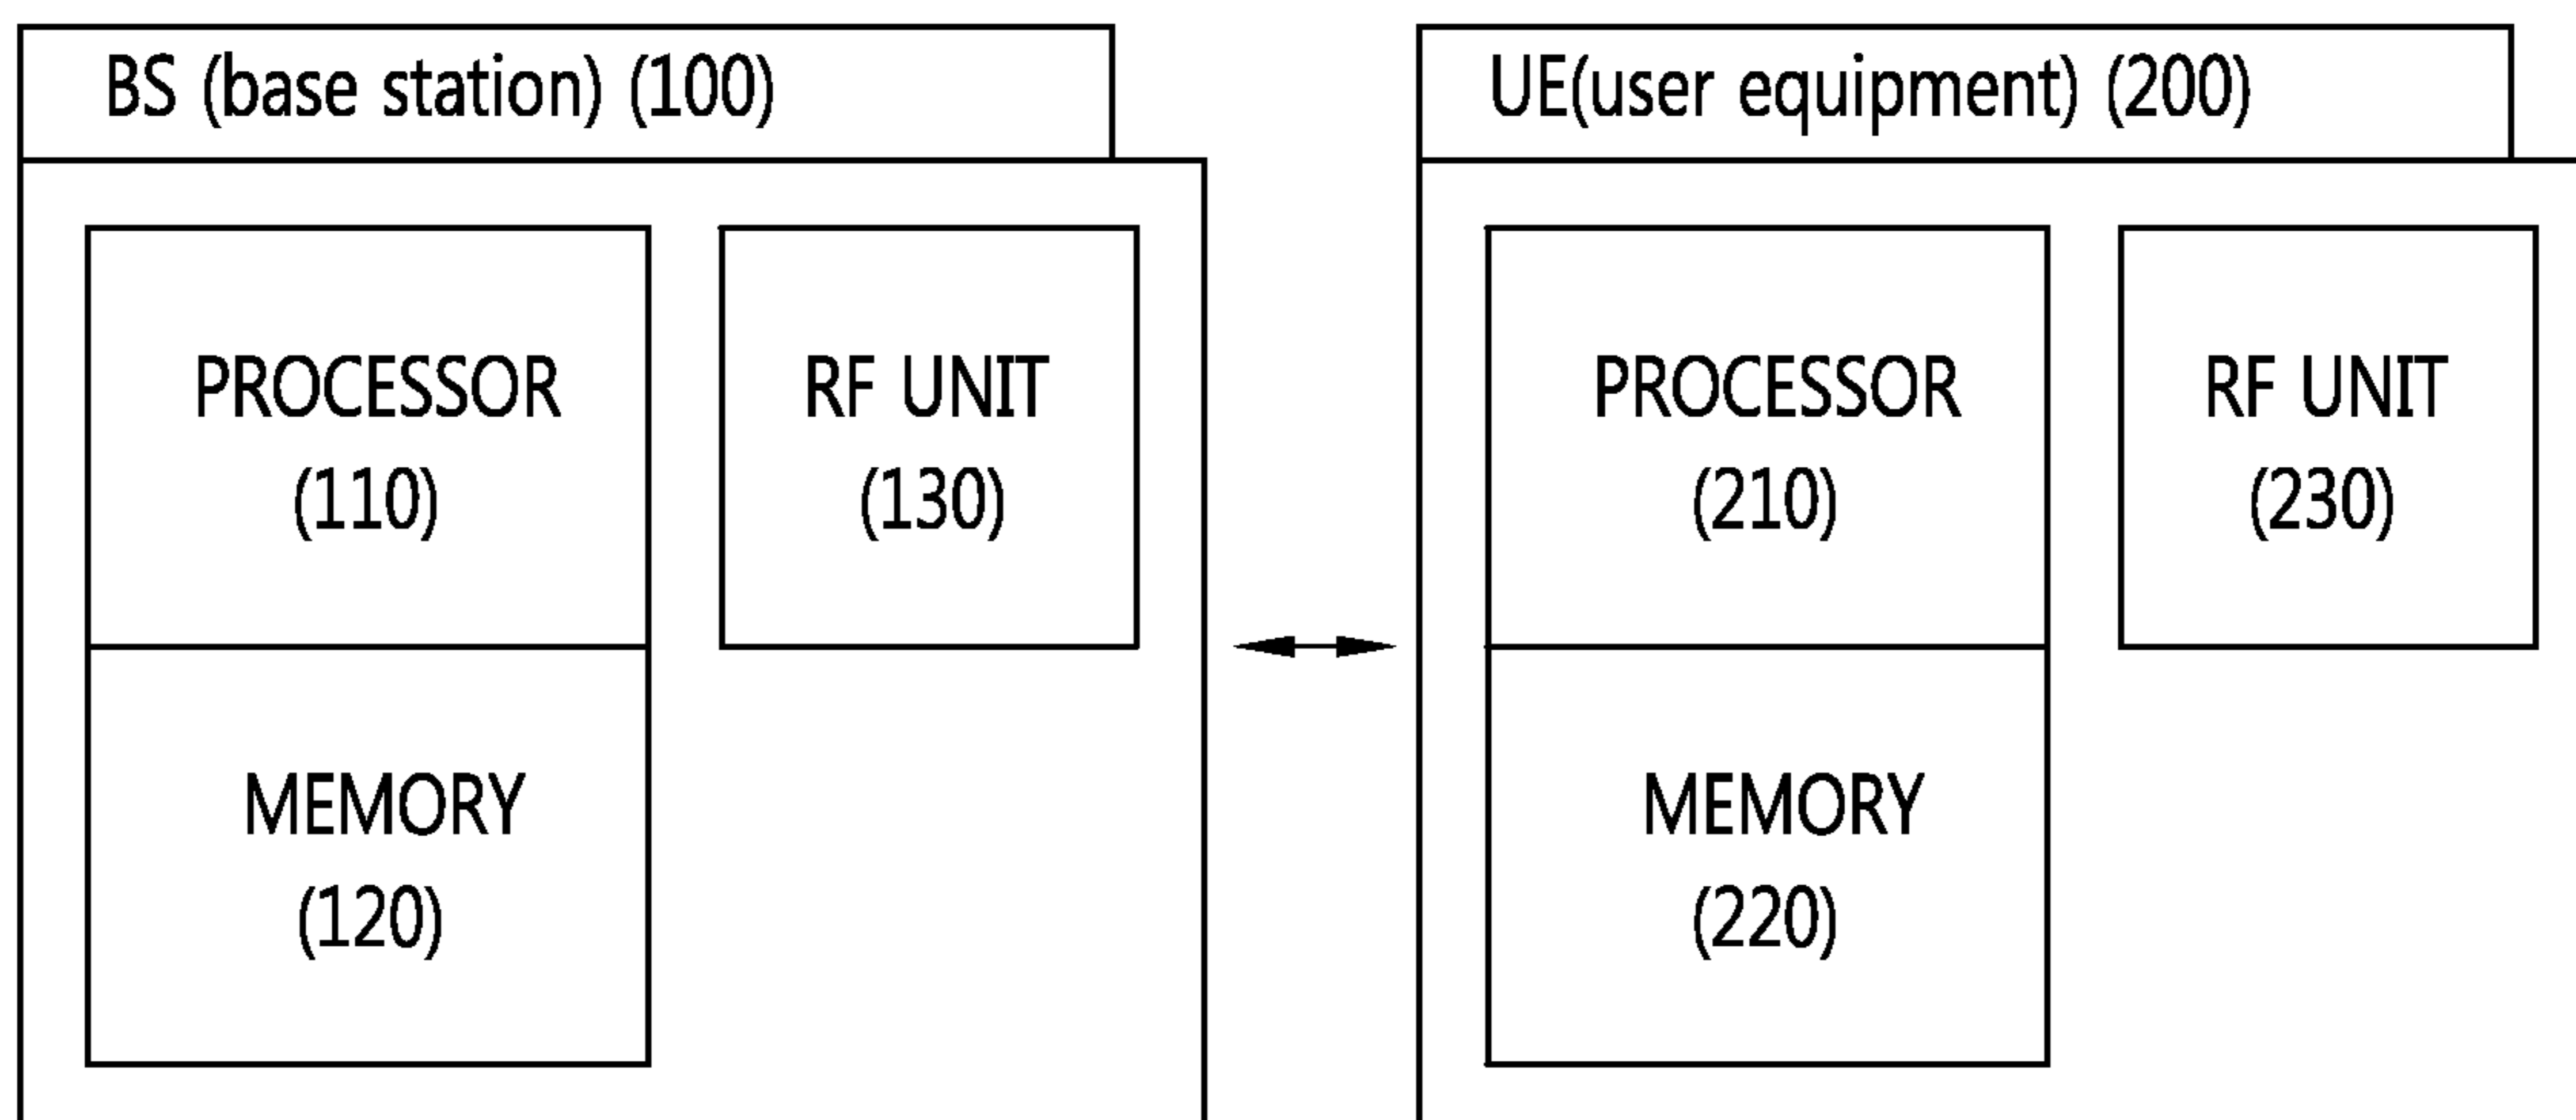 BS (base station) (100)
PROCESSOR
(110)
RF UNIT
(130)
MEMORY
(120)
UE(user equipment) (200)
PROCESSOR
(210)
RF UNIT
(230)
MEMORY
(220)